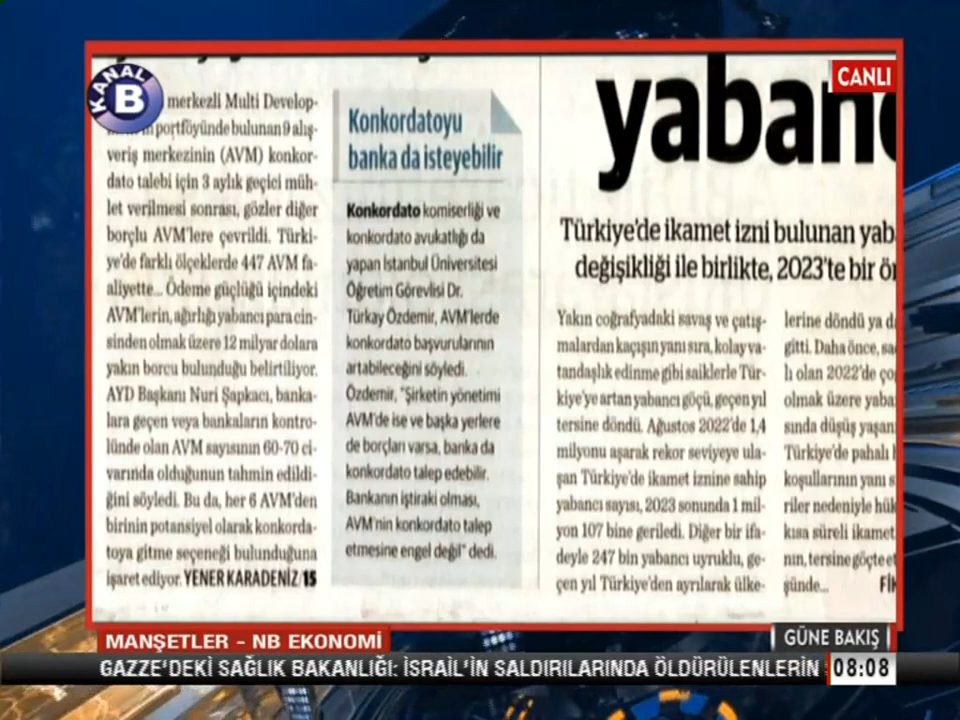 KANAL
B
CANLI
merkezli Multi Develop-
portföyünde bulunan 9 alış-
veriş merkezinin (AVM) konkor-
dato talebi için 3 aylık geçici müh-
let verilmesi sonrası, gözler diğer
borçlu AVM'lere çevrildi. Türki-
ye'de farklı ölçeklerde 447 AVM fa-
aliyette... Ödeme güçlüğü içindeki
AVM'lerin, ağırlığı yabancı para cin-
sinden olmak üzere 12 milyar dolara
yakın borcu bulunduğu belirtiliyor.
AYD Başkanı Nuri Şapkacı, banka-
lara geçen veya bankaların kontro-
lünde olan AVM sayısının 60-70 ci-
varında olduğunun tahmin edildi-
ğini söyledi. Bu da, her 6 AVM'den
birinin potansiyel olarak konkorda-
toya gitme seçeneği bulunduğuna
işaret ediyor. YENER KARADENİZ/15
Konkordatoyu
banka da isteyebilir
Konkordato komiserliği ve
konkordato avukatlığı da
yapan İstanbul Üniversitesi
Öğretim Görevlisi Dr.
Türkay Özdemir, AVM'lerde
konkordato başvurularının
artabileceğini söyledi.
Özdemir, "Şirketin yönetimi
AVM'de ise ve başka yerlere
de borçları varsa, banka da
konkordato talep edebilir.
Bankanın iştiraki olması,
AVM'nin konkordato talep
etmesine engel değil" dedi.
yabanc
Türkiye'de ikamet izni bulunan yab
değişikliği ile birlikte, 2023'te bir ön
Yakın coğrafyadaki savaş ve çatış-
malardan kaçışın yanı sıra, kolay va-
tandaşlık edinme gibi saiklerle Tür-
kiye'ye artan yabancı göçü, geçen yıl
tersine döndü. Ağustos 2022'de 1,4
milyonu aşarak rekor seviyeye ula-
şan Türkiye'de ikamet iznine sahip
yabancı sayısı, 2023 sonunda 1 mil-
yon 107 bine geriledi. Diğer bir ifa-
deyle 247 bin yabancı uyruklu, ge-
çen yıl Türkiye'den ayrılarak ülke-
lerine döndü ya da
gitti. Daha önce, sa
lı olan 2022'de ço
olmak üzere yaba
sında düşüş yaşan
Türkiye'de pahalı
koşullarının yanı s
riler nedeniyle hük
kısa süreli ikamet
nın, tersine göçte et
şünde...
MANŞETLER - NB EKONOMİ
GÜNE BAKIŞ
GAZZE'DEKİ SAĞLIK BAKANLIĞI: İSRAİL'İN SALDIRILARINDA ÖLDÜRÜLENLERİN
08:08